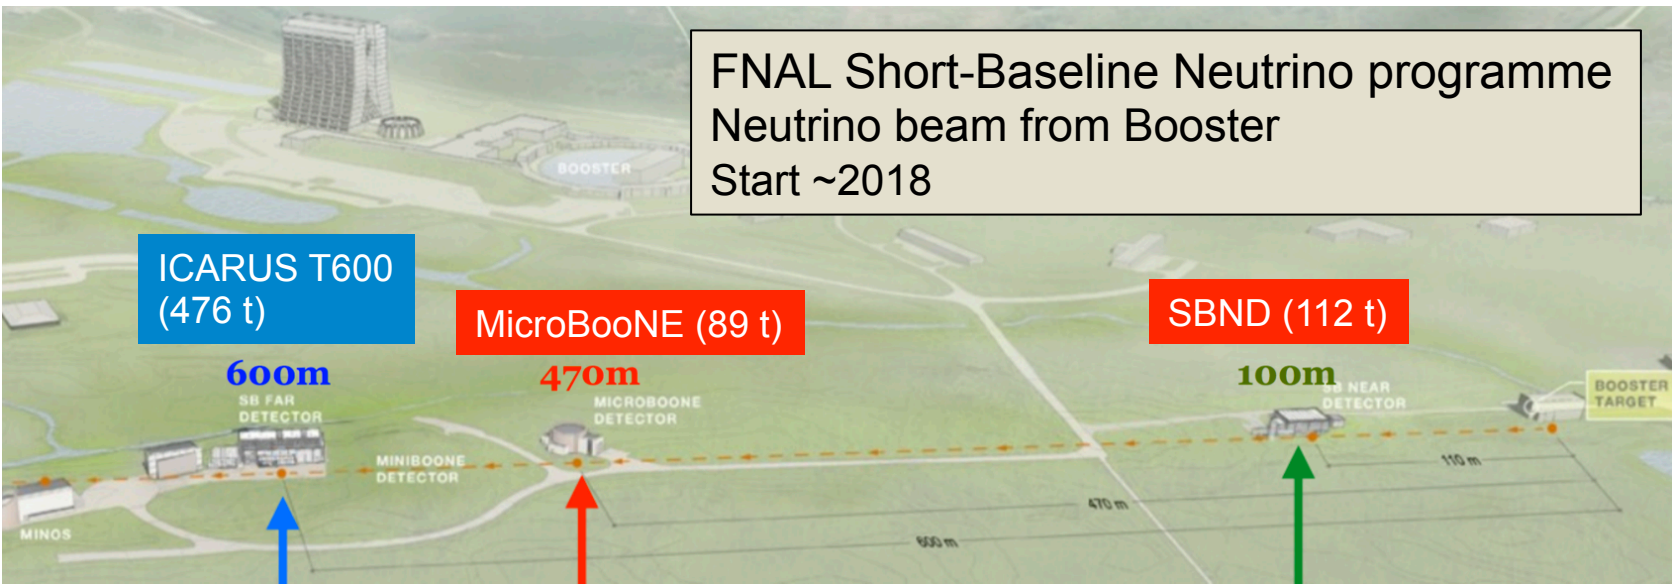 FNAL Short-Baseline Neutrino programme
Neutrino beam from Booster
Start ~2018
BOOSTER
ICARUS T600
(476 t)
MicroBooNE (89 t)
SBND (112 t)
600m
470m
100m
SB FAR
DETECTOR
MICROBOONE
DETECTOR
SB NEAR
DETECTOR
BOOSTER
TARGET
MINIBOONE
DETECTOR
110 m
470 m
600 m
MINOS